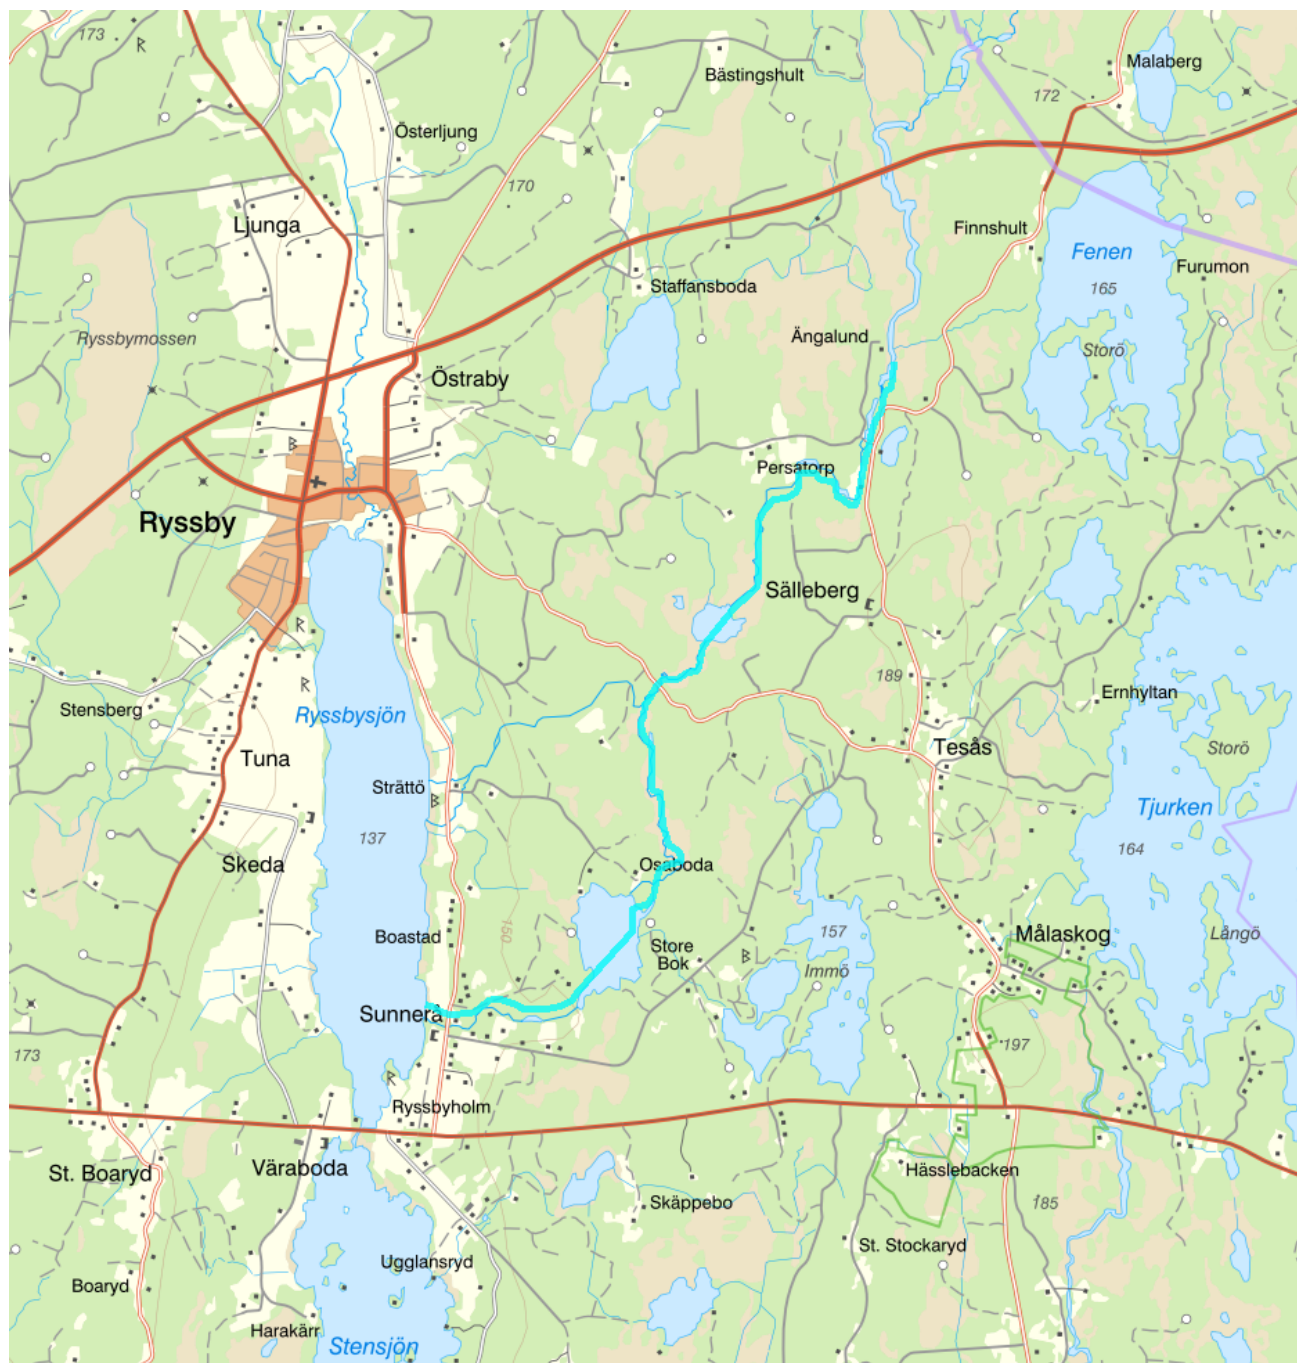 173
R
Bästingshult
Malaberg
172
Österljung
170
Ljunga
Finnshult
Fenen
Furumon
165
Staffansboda
Ryssbymossen
Ängalund
Storö
Östraby
B
Persatorp
Ryssby
Sälleberg
R
189
R
Ernhyltan
Stensberg
Ryssbysjön
Storö
Tuna
Tesås
Strättö
B
Tjurken
137
164
Skeda
Osaboda
150
157
Målaskog
Långö
Boastad
Store
Bok
B
Immö
Sunnerå
197
173
R
Ryssbyholm
St. Boaryd
Väraboda
Hässlebacken
Skäppebo
185
St. Stockaryd
Ugglansryd
Boaryd
Harakärr
Stensjön